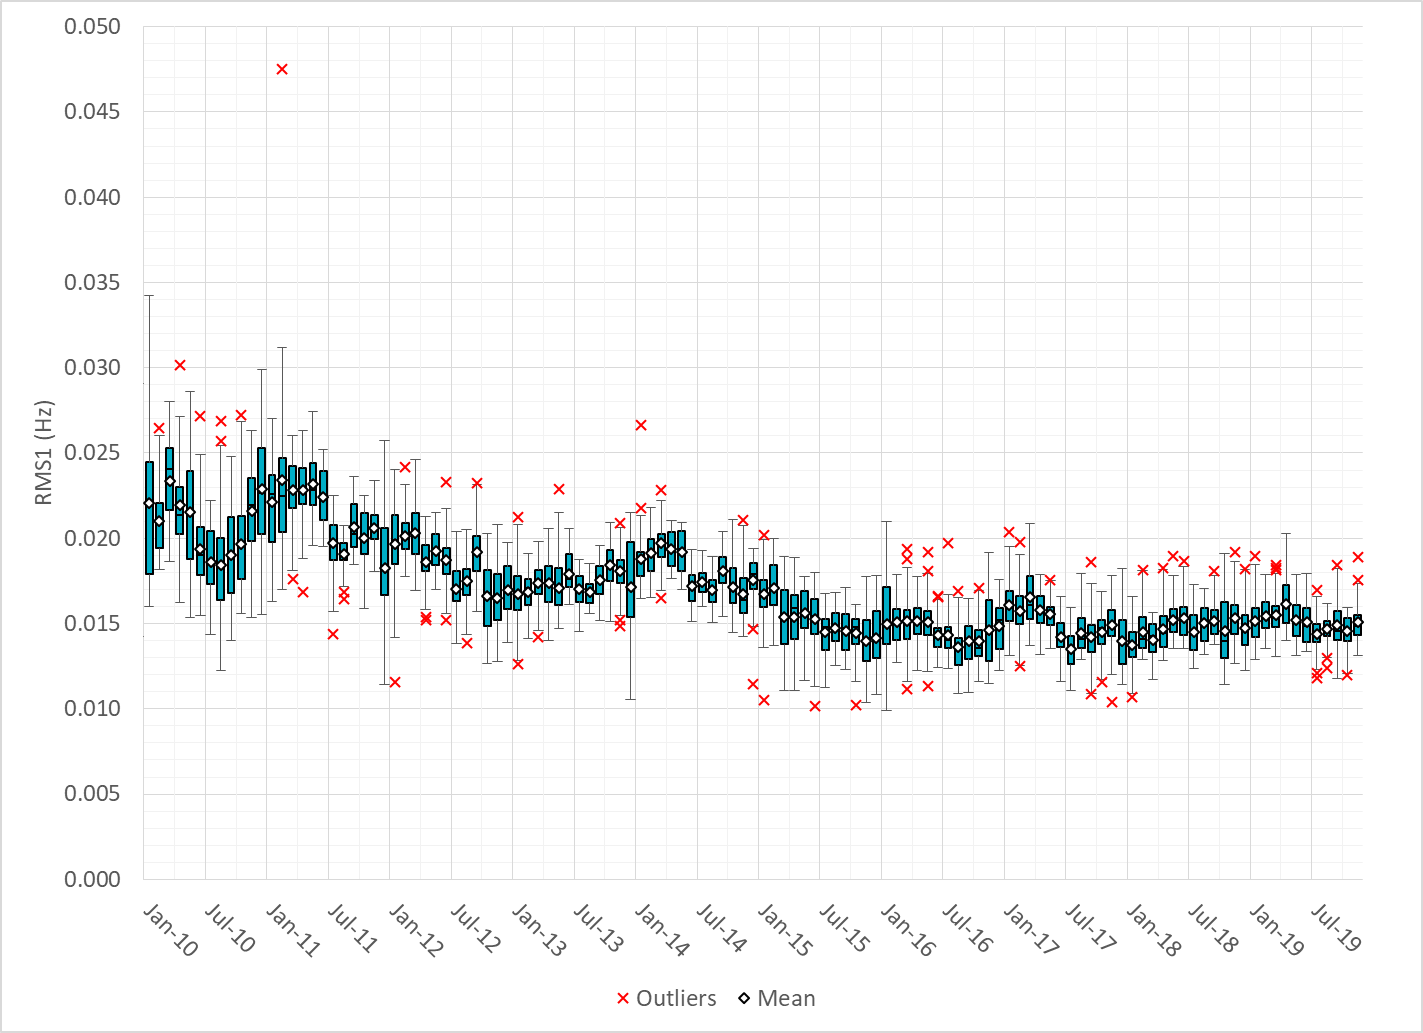 0.050
0.045
0.040
0.035
0.030
0.025
0.020
0.015
0.010
0.005
0.000
RMS1 (Hz)
Jan-10
Jul-10
Jan-11
Jul-11
Jan-12
Jul-12
Jan-13
Jul-13
Jan-14
Jul-14
Jan-15
Jul-15
Jan-16
Jul-16
Jan-17
Jul-17
Jan-18
Jul-18
Jan-19
Jul-19
Outliers Mean